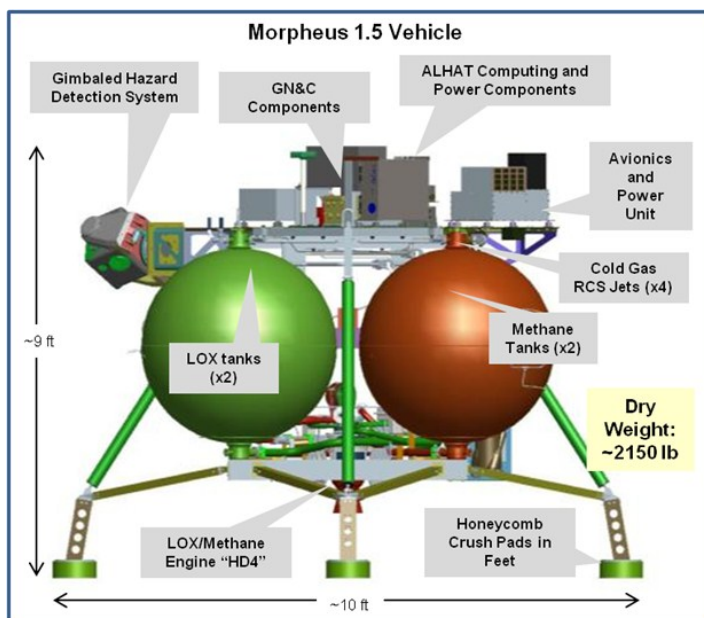 Morpheus 1.5 Vehicle
Gimbaled Hazard
Detection System
GN&C
Components
ALHAT Computing and
Power Components
Avionics
and
Power
Unit
Cold Gas
RCS Jets (x4)
~9 ft
LOX tanks
(x2)
Methane
Tanks (x2)
Dry
Weight:
~2150 lb
LOX/Methane
Engine “HD4”
Honeycomb
Crush Pads in
Feet
~10 ft